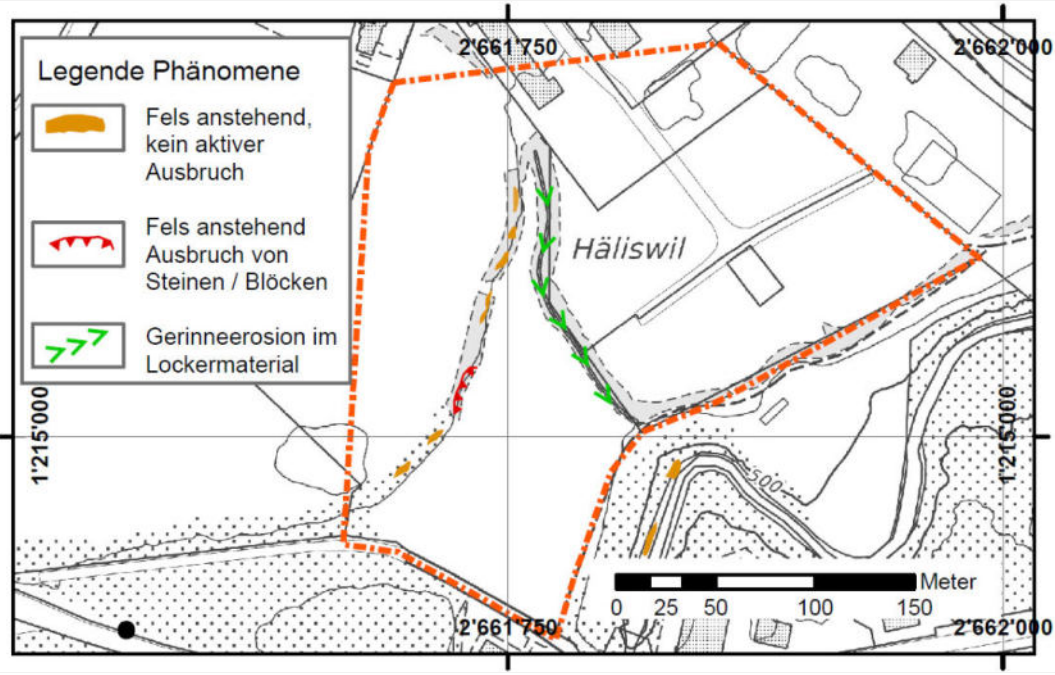 2'661'750
2'662'000
Legende Phänomene
Fels anstehend,
kein aktiver
Ausbruch
Fels anstehend
Ausbruch von
Steinen / Blöcken
Gerinneerosion im
Lockermaterial
Häliswil
1'215'000
1'215'000
500
Meter
0 25 50 100 150
2'661'750
2'662'000